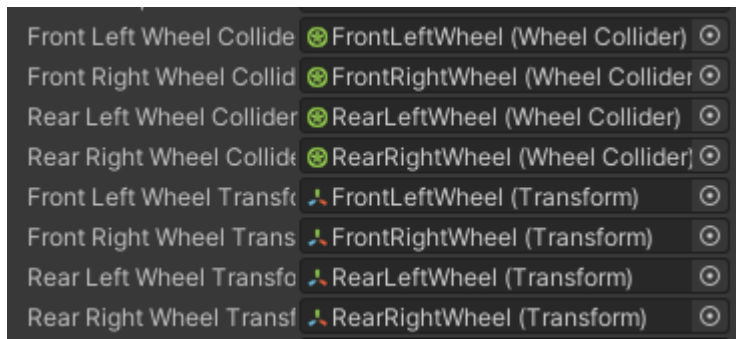 Front Left Wheel Collide FrontLeftWheel (Wheel Collider)
Front Right Wheel Collid FrontRightWheel (Wheel Collider
Rear Left Wheel Collider RearLeftWheel (Wheel Collider)
Rear Right Wheel Collide RearRightWheel (Wheel Collider)
Front Left Wheel Transfo FrontLeftWheel (Transform)
Front Right Wheel Trans FrontRightWheel (Transform)
Rear Left Wheel Transfo RearLeftWheel (Transform)
Rear Right Wheel Transf RearRightWheel (Transform)